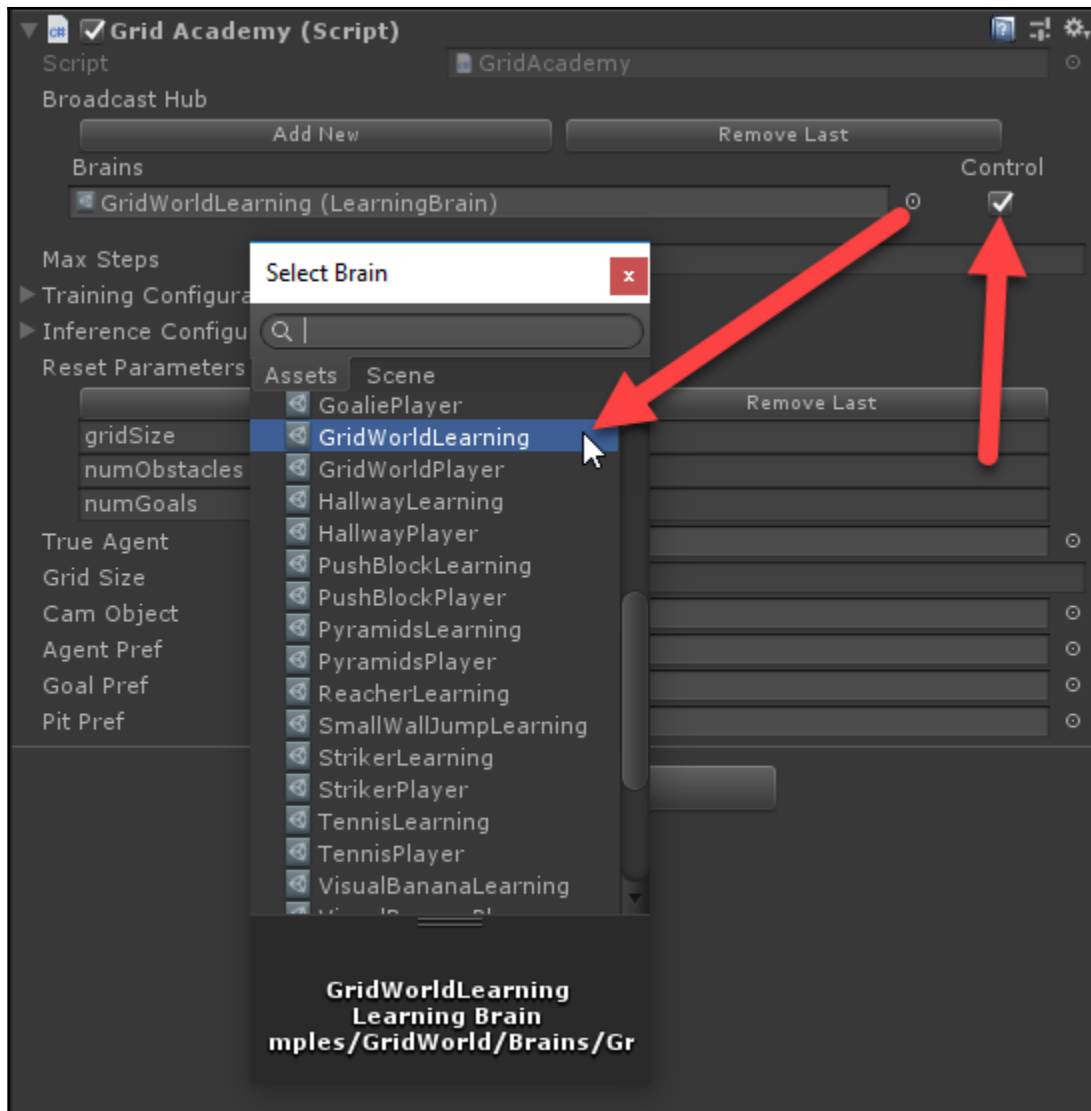 Grid Academy (Script)
Script GridAcademy
Broadcast Hub
Add New Remove Last
Brains Control
GridWorldLearning (LearningBrain)
Max Steps
Training Configura
Inference Configu
Reset Parameters
Remove Last
gridSize
numObstacles
numGoals
True Agent
Grid Size
Cam Object
Agent Pref
Goal Pref
Pit Pref
Select Brain
Assets Scene
GoaliePlayer
GridWorldLearning
GridWorldPlayer
HallwayLearning
HallwayPlayer
PushBlockLearning
PushBlockPlayer
PyramidsLearning
PyramidsPlayer
ReacherLearning
SmallWallJumpLearning
StrikerLearning
StrikerPlayer
TennisLearning
TennisPlayer
VisualBananaLearning
GridWorldLearning
Learning Brain
mples/GridWorld/Brains/Gr